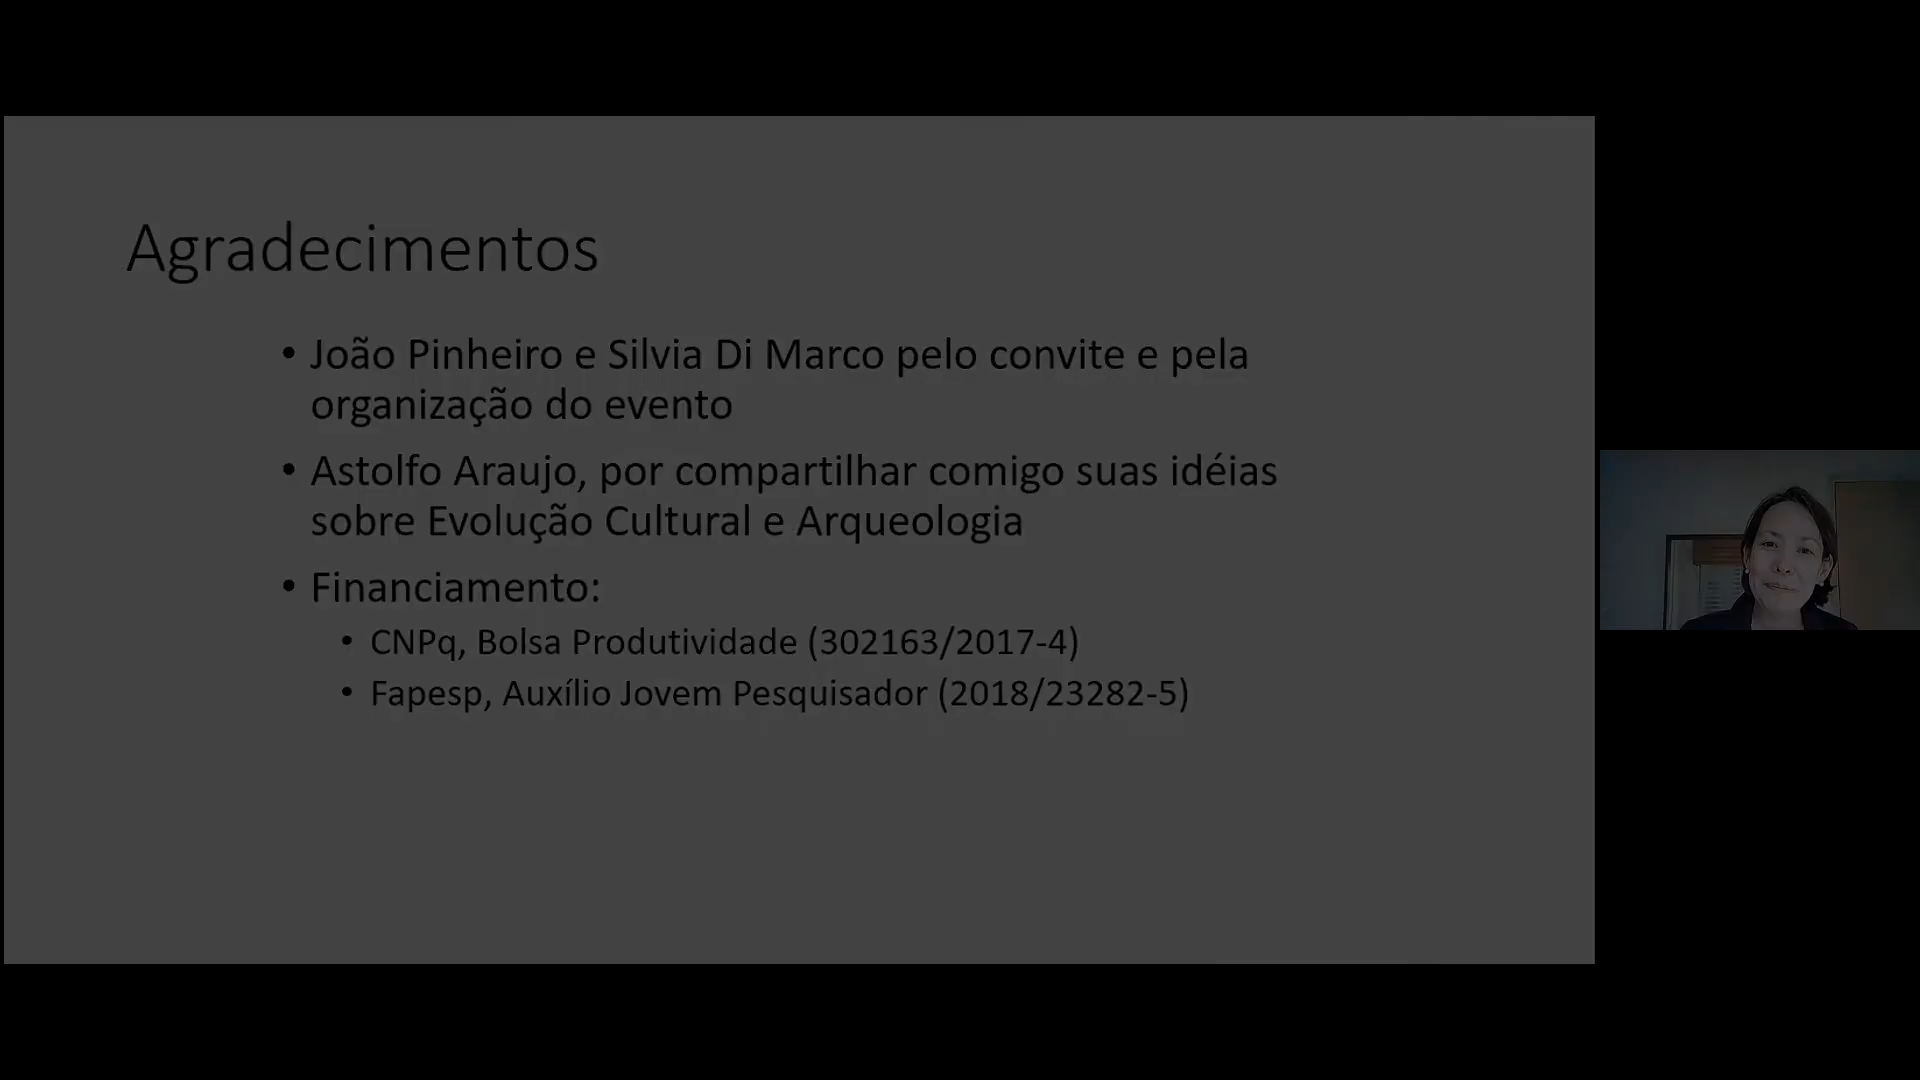 Agradecimentos
• João Pinheiro e Silvia Di Marco pelo convite e pela
organização do evento
• Astolfo Araujo, por compartilhar comigo suas idéias
sobre Evolução Cultural e Arqueologia
• Financiamento:
• CNPq, Bolsa Produtividade (302163/2017-4)
• Fapesp, Auxílio Jovem Pesquisador (2018/23282-5)